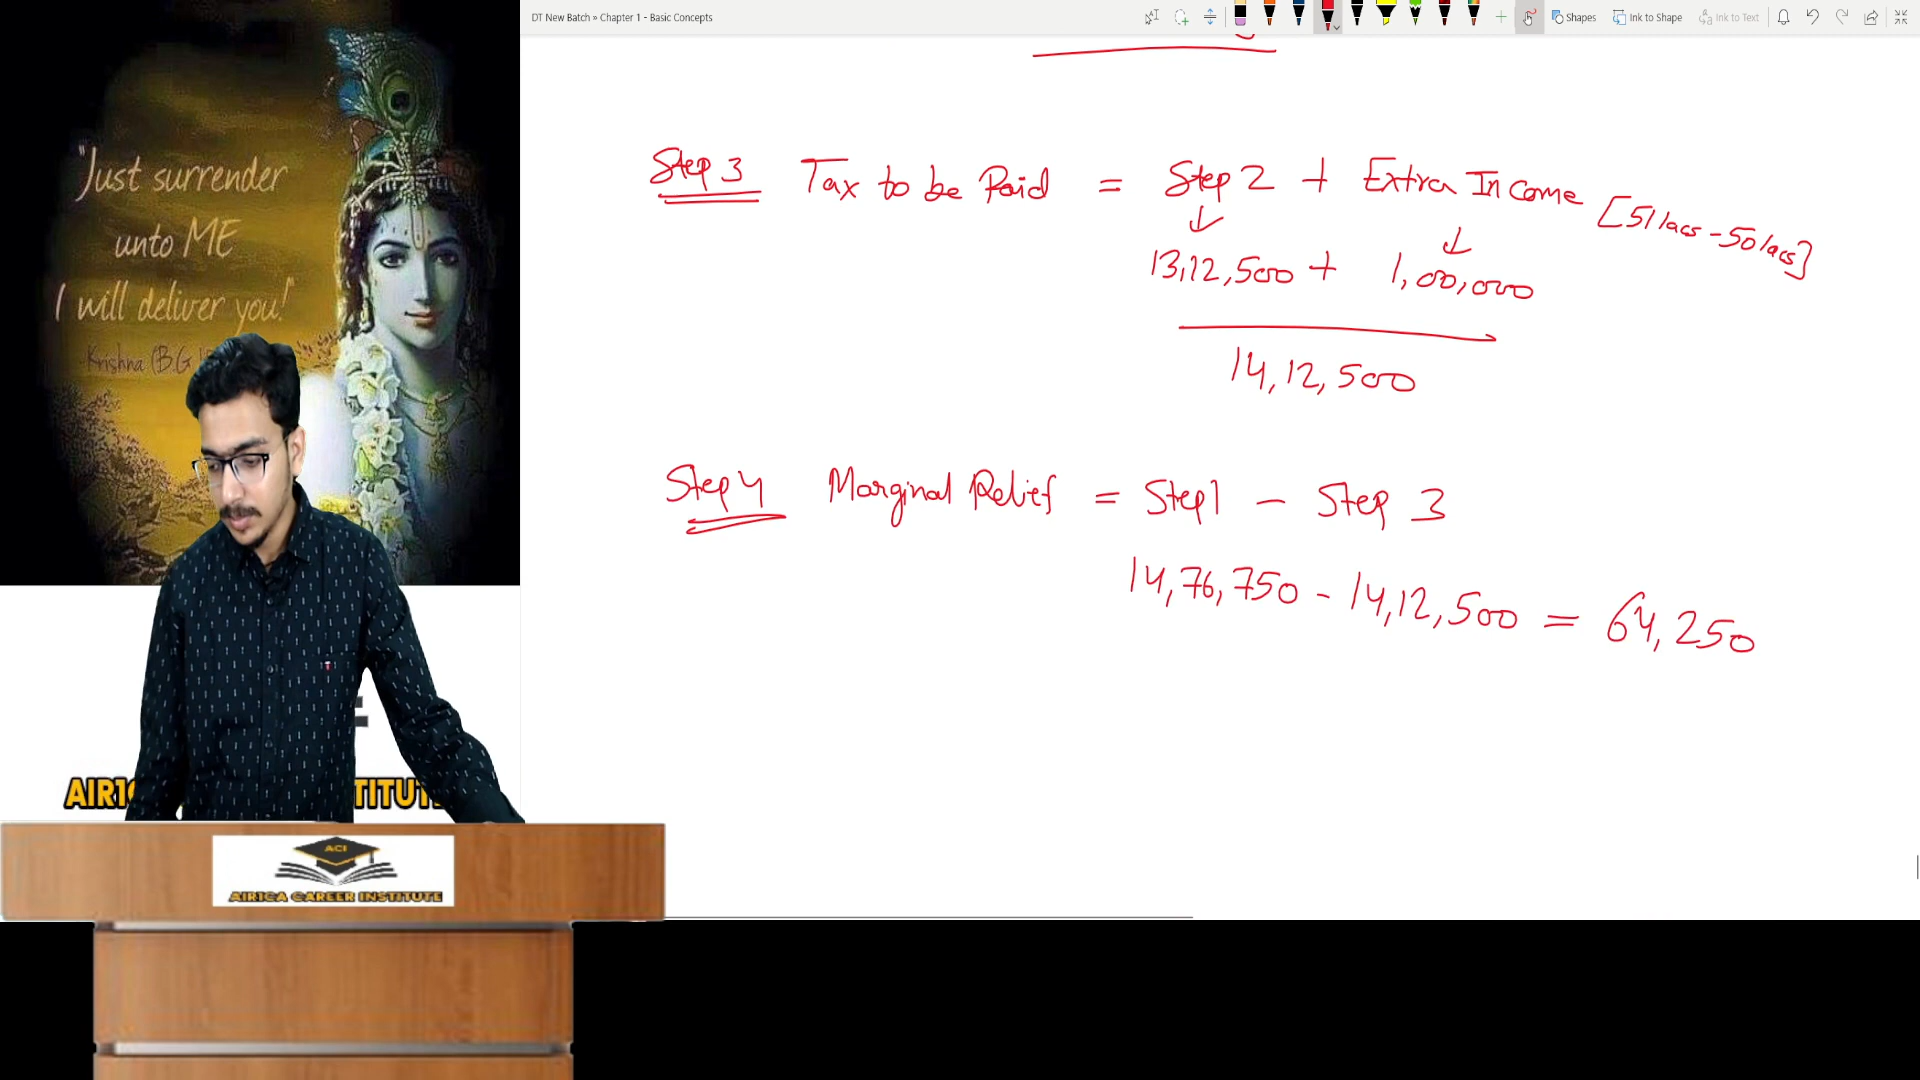 DT New Batch » Chapter 1 - Basic Concepts
Shapes
Ink to Shape
Ink to Text
"Just surrender
unto ME
I will deliver you!"
Krishna (B.G
Step 3 Tax to be Paid = Step 2 + Extra Income [51 lacs - 50 lacs]
13,12,500 + 1,00,000
14,12,500
Step 4 Marginal Relief = Step 1 - Step 3
14,76,750 - 14,12,500 = 64,250
ACI
AIR1CA CAREER INSTITUTE